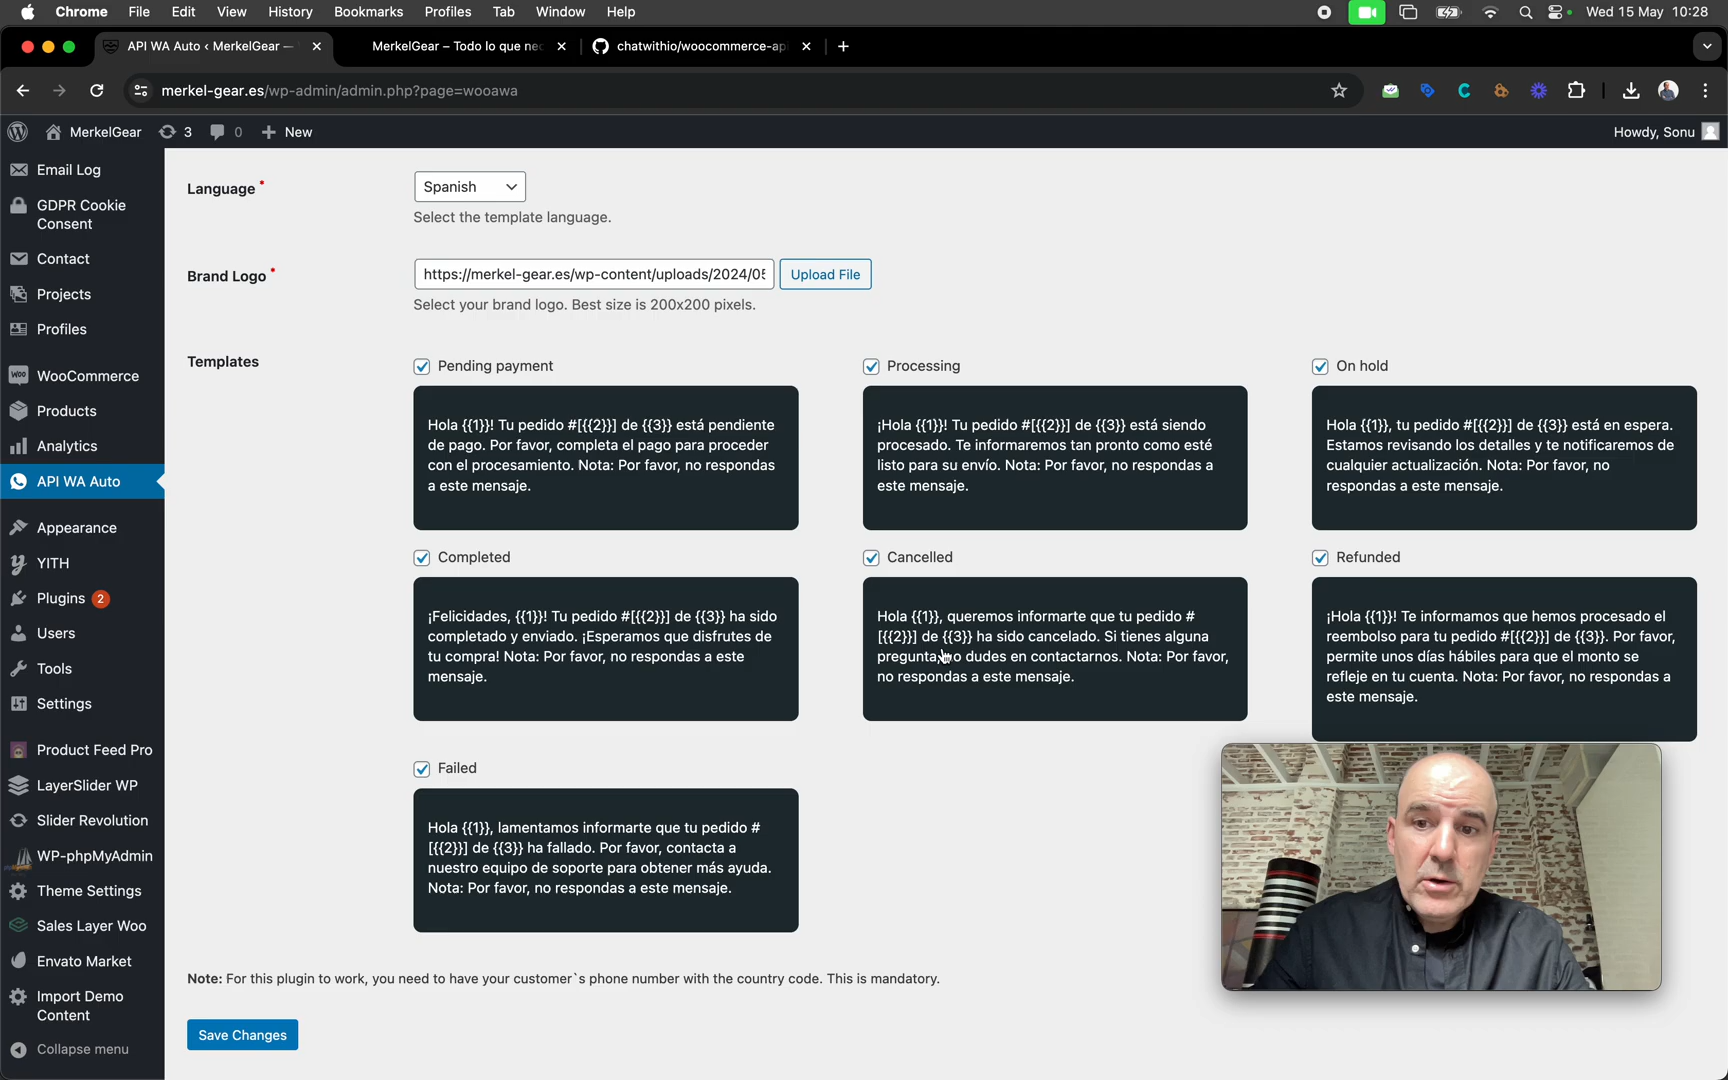 Chrome File Edit View History Bookmarks Profiles Tab Window Help Wed 15 May 10:28
API WA Auto ‹ MerkelGear — MerkelGear – Todo lo que nec chatwithio/woocommerce-api
merkel-gear.es/wp-admin/admin.php?page=wooawa
MerkelGear 3 0 + New Howdy, Sonu
Email Log
GDPR Cookie
Consent
Contact
Projects
Profiles
WooCommerce
Products
Analytics
API WA Auto
Appearance
YITH
Plugins 2
Users
Tools
Settings
Product Feed Pro
LayerSlider WP
Slider Revolution
WP-phpMyAdmin
Theme Settings
Sales Layer Woo
Envato Market
Import Demo
Content
Collapse menu
Language *
Spanish
Select the template language.
Brand Logo *
https://merkel-gear.es/wp-content/uploads/2024/05 Upload File
Select your brand logo. Best size is 200x200 pixels.
Templates
Pending payment
Hola {{1}}! Tu pedido #[{{2}}] de {{3}} está pendiente
de pago. Por favor, completa el pago para proceder
con el procesamiento. Nota: Por favor, no respondas
a este mensaje.
Processing
¡Hola {{1}}! Tu pedido #[{{2}}] de {{3}} está siendo
procesado. Te informaremos tan pronto como esté
listo para su envío. Nota: Por favor, no respondas a
este mensaje.
On hold
Hola {{1}}, tu pedido #[{{2}}] de {{3}} está en espera.
Estamos revisando los detalles y te notificaremos de
cualquier actualización. Nota: Por favor, no
respondas a este mensaje.
Completed
¡Felicidades, {{1}}! Tu pedido #[{{2}}] de {{3}} ha sido
completado y enviado. ¡Esperamos que disfrutes de
tu compra! Nota: Por favor, no respondas a este
mensaje.
Cancelled
Hola {{1}}, queremos informarte que tu pedido #
[{{2}}] de {{3}} ha sido cancelado. Si tienes alguna
pregunta, no dudes en contactarnos. Nota: Por favor,
no respondas a este mensaje.
Refunded
¡Hola {{1}}! Te informamos que hemos procesado el
reembolso para tu pedido #[{{2}}] de {{3}}. Por favor,
permite unos días hábiles para que el monto se
refleje en tu cuenta. Nota: Por favor, no respondas a
este mensaje.
Failed
Hola {{1}}, lamentamos informarte que tu pedido #
[{{2}}] de {{3}} ha fallado. Por favor, contacta a
nuestro equipo de soporte para obtener más ayuda.
Nota: Por favor, no respondas a este mensaje.
Note: For this plugin to work, you need to have your customer`s phone number with the country code. This is mandatory.
Save Changes